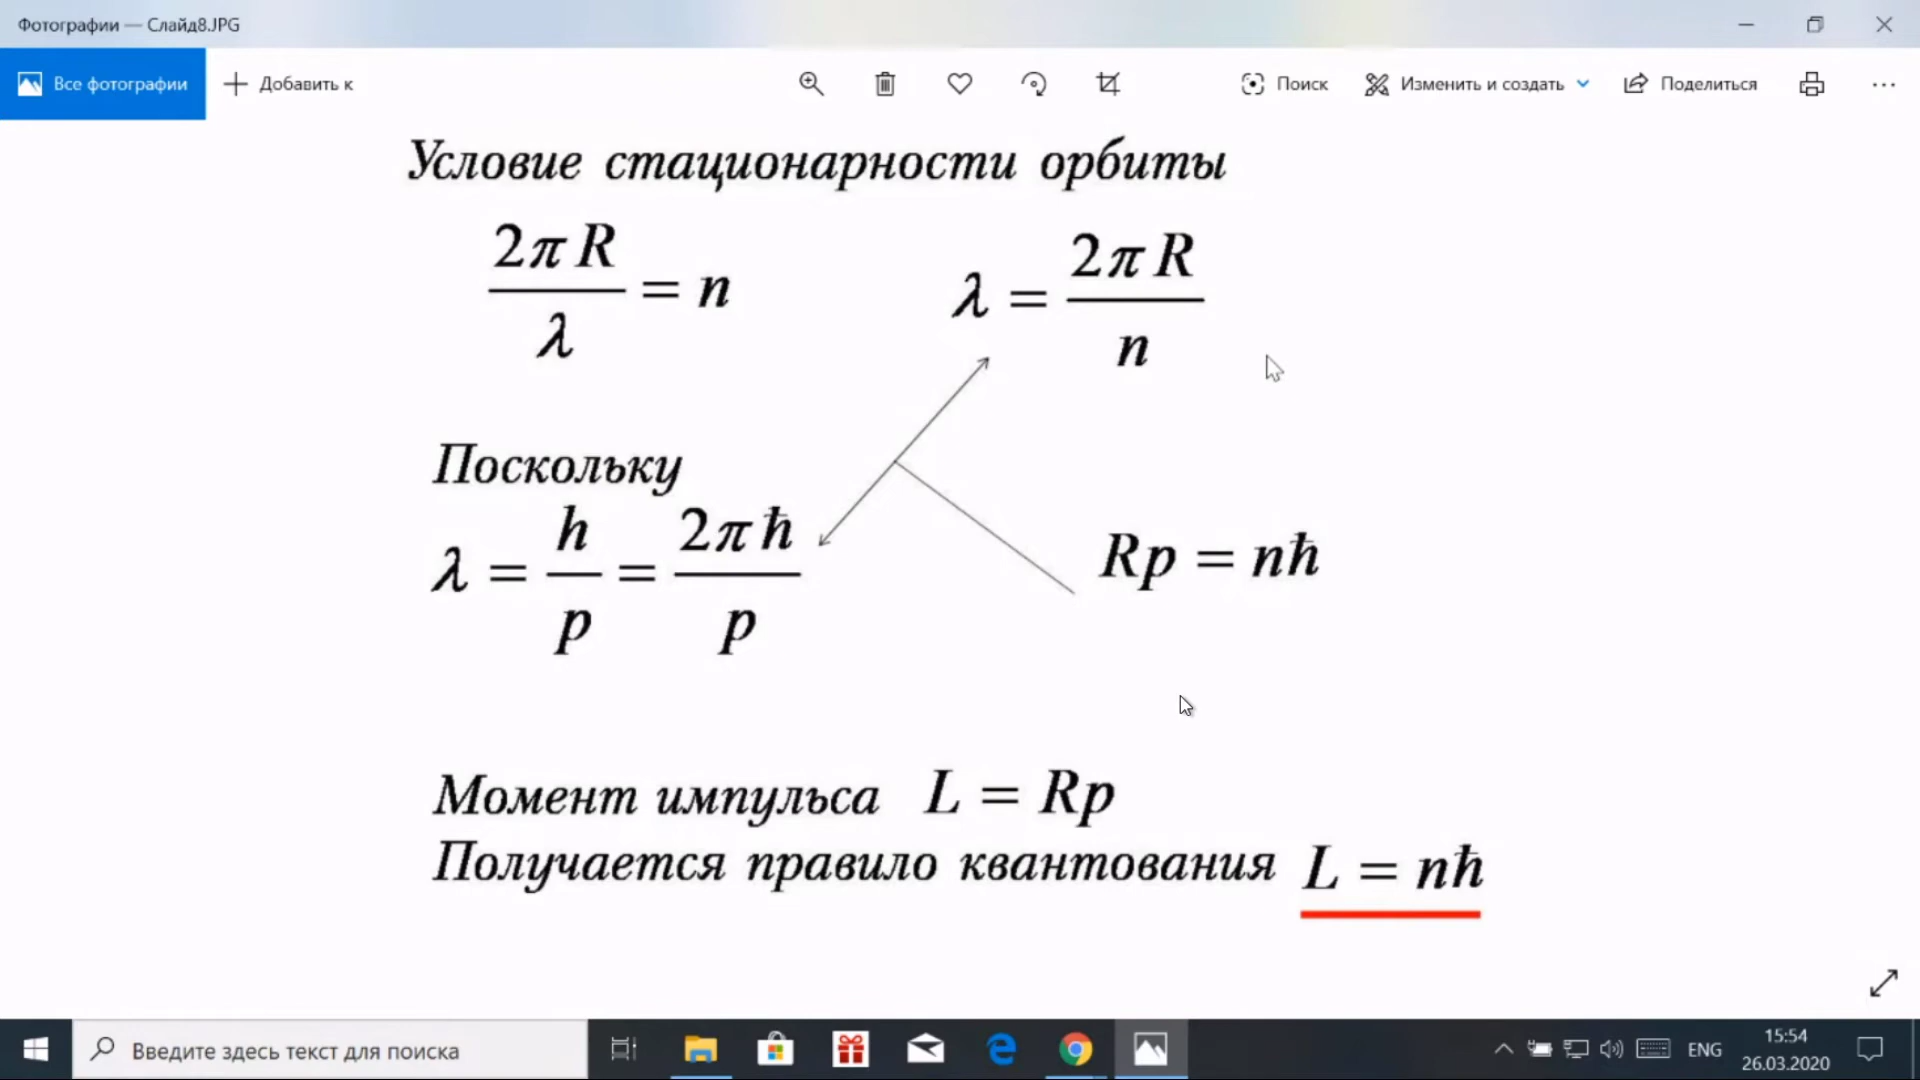 Фотографии — Слайд8.JPG
Все фотографии
Добавить к
Поиск
Изменить и создать
Поделиться
Условие стационарности орбиты
2πR / λ = n
λ = 2πR / n
Поскольку
λ = h / p = 2πħ / p
Rp = nħ
Момент импульса L = Rp
Получается правило квантования L = nħ
Введите здесь текст для поиска
ENG
15:54
26.03.2020